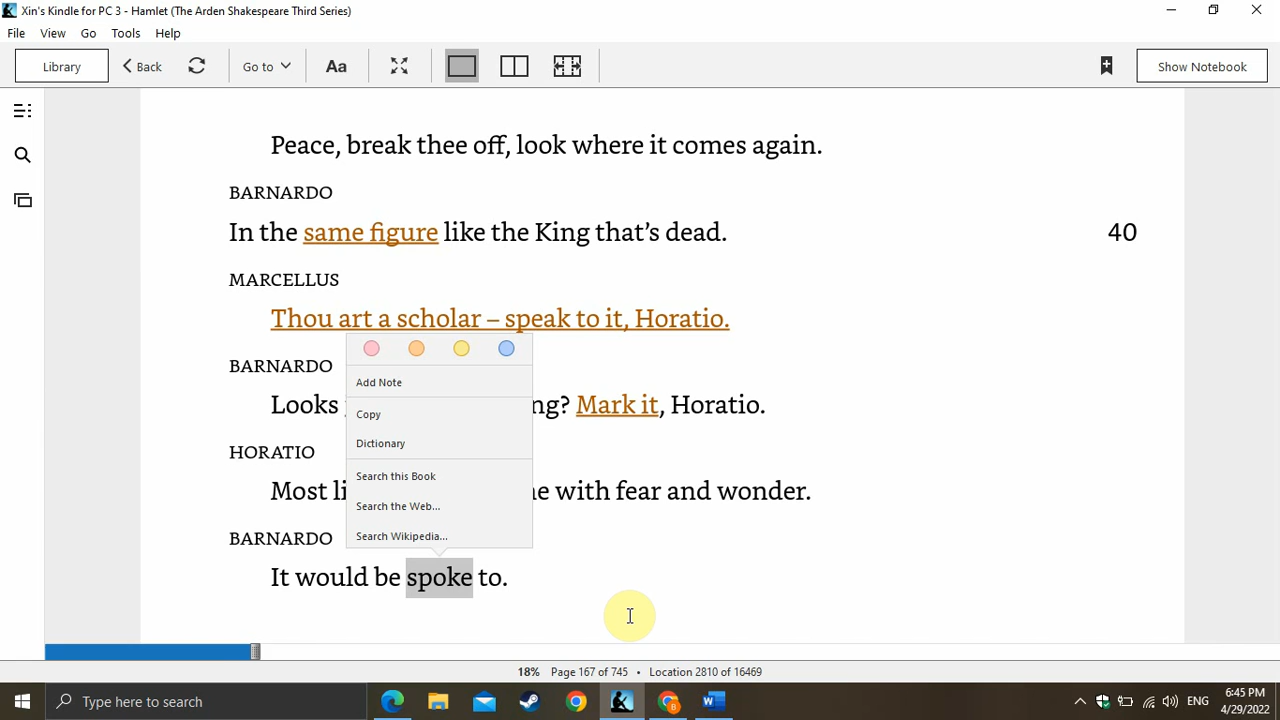 Xin's Kindle for PC 3 - Hamlet (The Arden Shakespeare Third Series)
File View Go Tools Help
Library Back Go to Aa Show Notebook
Peace, break thee off, look where it comes again.
BARNARDO
In the same figure like the King that's dead. 40
MARCELLUS
Thou art a scholar – speak to it, Horatio.
BARNARDO
Looks ng? Mark it, Horatio.
HORATIO
Most li e with fear and wonder.
BARNARDO
It would be spoke to.
Add Note
Copy
Dictionary
Search this Book
Search the Web...
Search Wikipedia...
18% Page 167 of 745 • Location 2810 of 16469
Type here to search
ENG
6:45 PM
4/29/2022